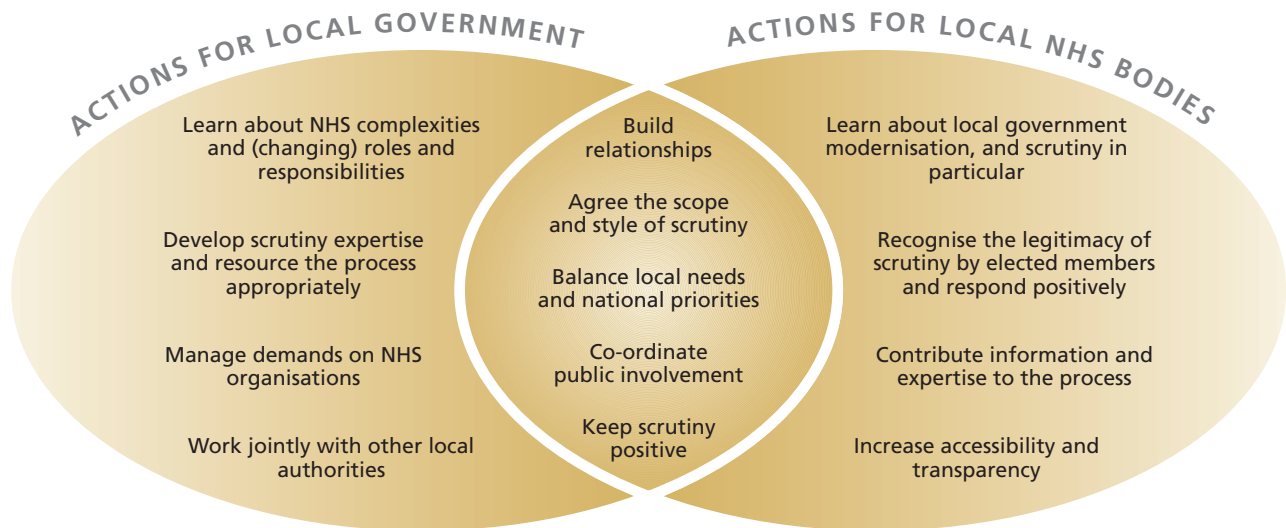 ACTIONS FOR LOCAL GOVERNMENT
Learn about NHS complexities
and (changing) roles and
responsibilities
Develop scrutiny expertise
and resource the process
appropriately
Manage demands on NHS
organisations
Work jointly with other local
authorities
Build
relationships
Agree the scope
and style of scrutiny
Balance local needs
and national priorities
Co-ordinate
public involvement
Keep scrutiny
positive
ACTIONS FOR LOCAL NHS BODIES
Learn about local government
modernisation, and scrutiny in
particular
Recognise the legitimacy of
scrutiny by elected members
and respond positively
Contribute information and
expertise to the process
Increase accessibility and
transparency